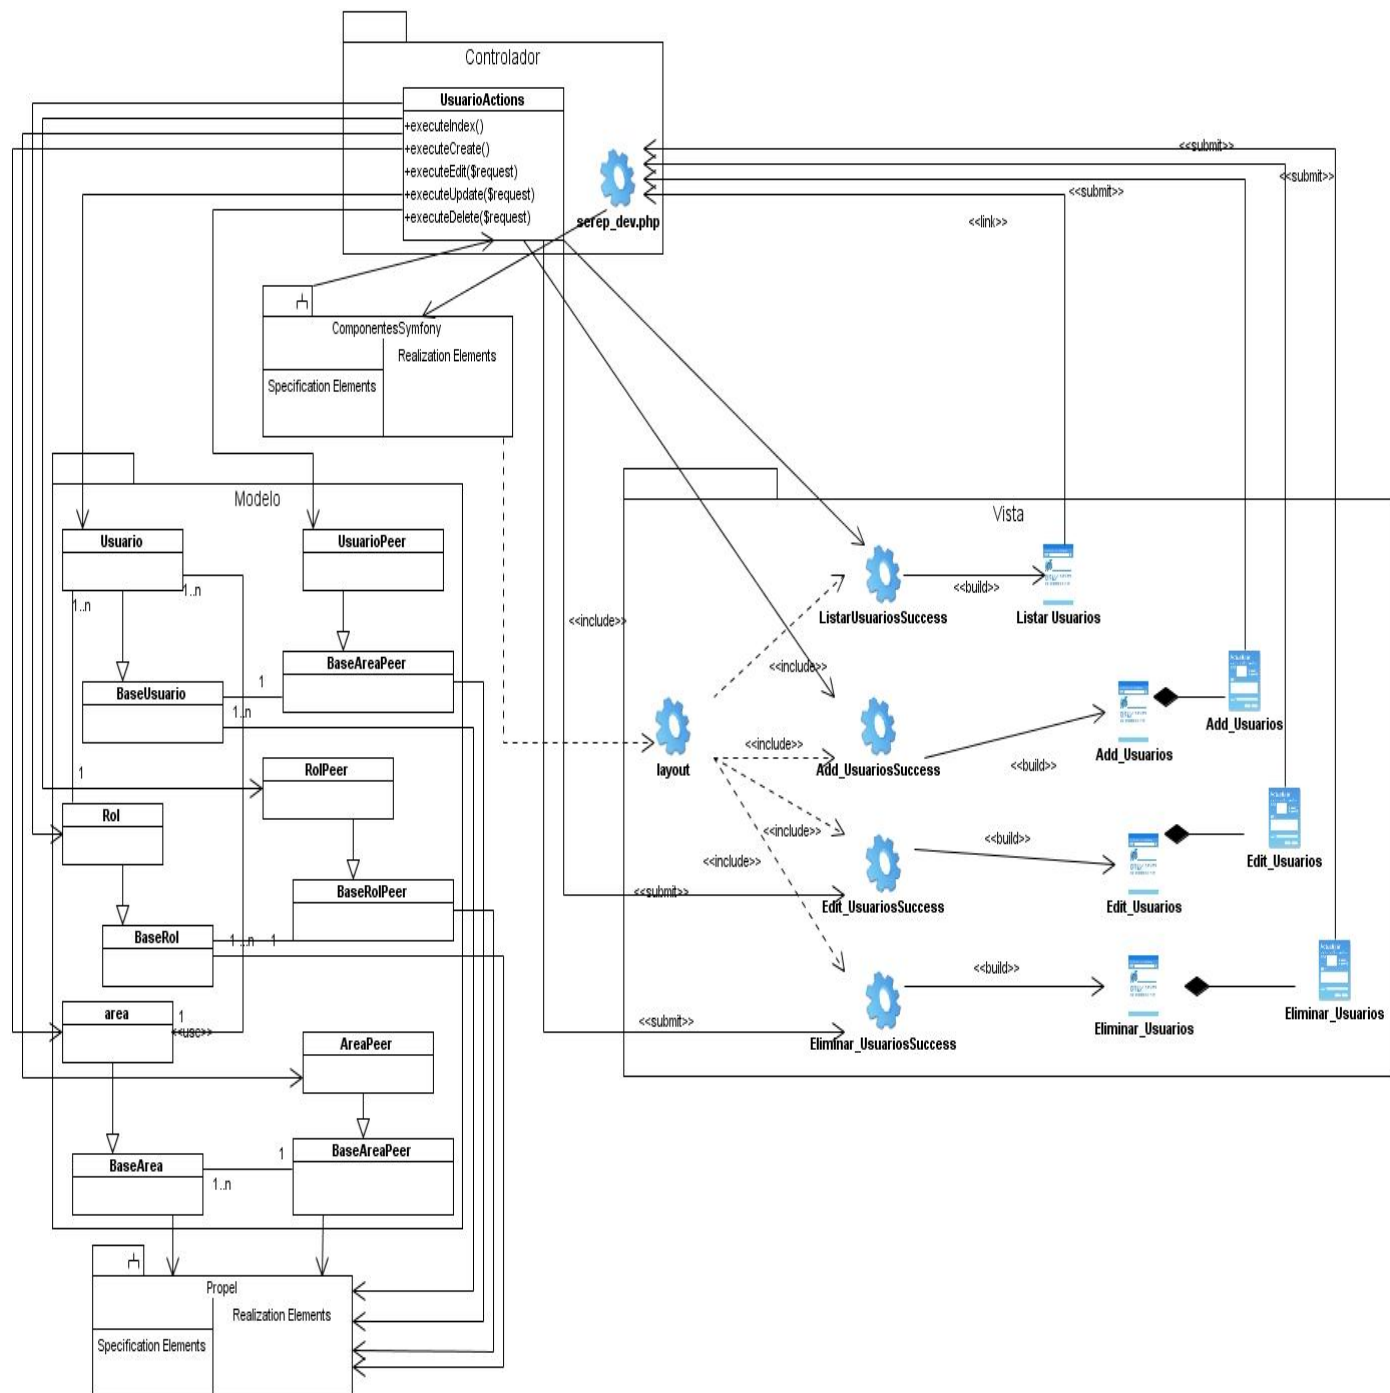 Controlador
UsuarioActions
+executeIndex()
+executeCreate()
+executeEdit($request)
+executeUpdate($request)
+executeDelete($request)
serep_dev.php
<<submit>>
<<submit>>
<<submit>>
<<link>>
ComponentesSymfony
Realization Elements
Specification Elements
Modelo
Usuario
UsuarioPeer
1..n
1..n
BaseUsuario
BaseAreaPeer
1
1..n
1
RolPeer
Rol
BaseRolPeer
BaseRol
1..n
1
area
1
<<use>>
AreaPeer
BaseArea
BaseAreaPeer
1
1..n
Propel
Realization Elements
Specification Elements
Vista
<<include>>
ListarUsuariosSuccess
<<build>>
Listar Usuarios
<<include>>
layout
<<include>>
Add_UsuariosSuccess
<<build>>
Add_Usuarios
Add_Usuarios
<<include>>
<<include>>
<<submit>>
Edit_UsuariosSuccess
<<build>>
Edit_Usuarios
Edit_Usuarios
<<submit>>
Eliminar_UsuariosSuccess
<<build>>
Eliminar_Usuarios
Eliminar_Usuarios